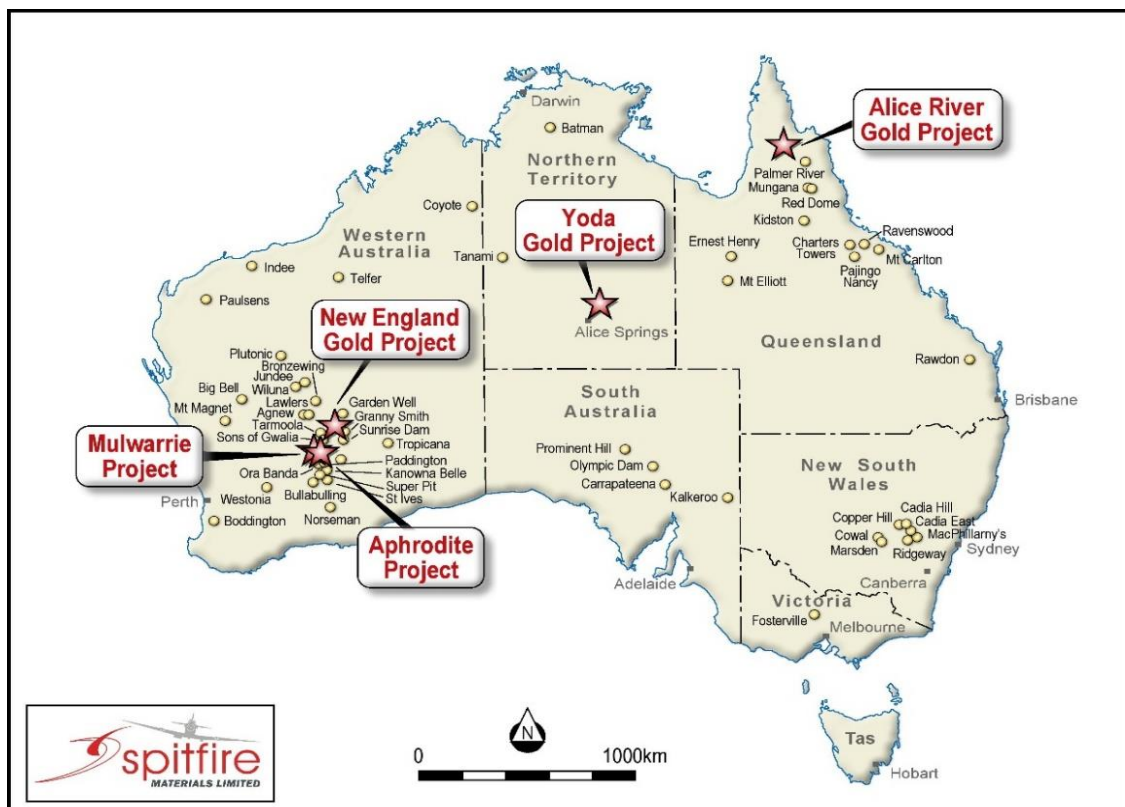 Darwin
Batman
Northern
Territory
Alice River
Gold Project
Palmer River
Mungana
Red Dome
Kidston
Coyote
Tanami
Western
Australia
Yoda
Gold Project
Alice Springs
Ernest Henry
Mt Elliott
Charters
Towers
Ravenswood
Mt Carlton
Pajingo
Nancy
Queensland
Rawdon
Brisbane
Indee
Telfer
Paulsens
New England
Gold Project
Plutonic
Bronzewing
Jundee
Wiluna
Big Bell
Lawlers
Mt Magnet
Agnew
Tarmoola
Sons of Gwalia
Garden Well
Granny Smith
Sunrise Dam
Tropicana
Mulwarrie
Project
Ora Banda
Paddington
Kanowna Belle
Super Pit
St Ives
Bullabulling
Westonia
Perth
Boddington
Norseman
Aphrodite
Project
South
Australia
Prominent Hill
Olympic Dam
Carrapateena
Kalkeroo
Adelaide
New South
Wales
Cadia Hill
Copper Hill
Cadia East
Cowal
MacPhillarny's
Marsden
Ridgeway
Sydney
Canberra
Victoria
Fosterville
Melbourne
Tas
Hobart
N
0 1000km
spitfire
MATERIALS LIMITED